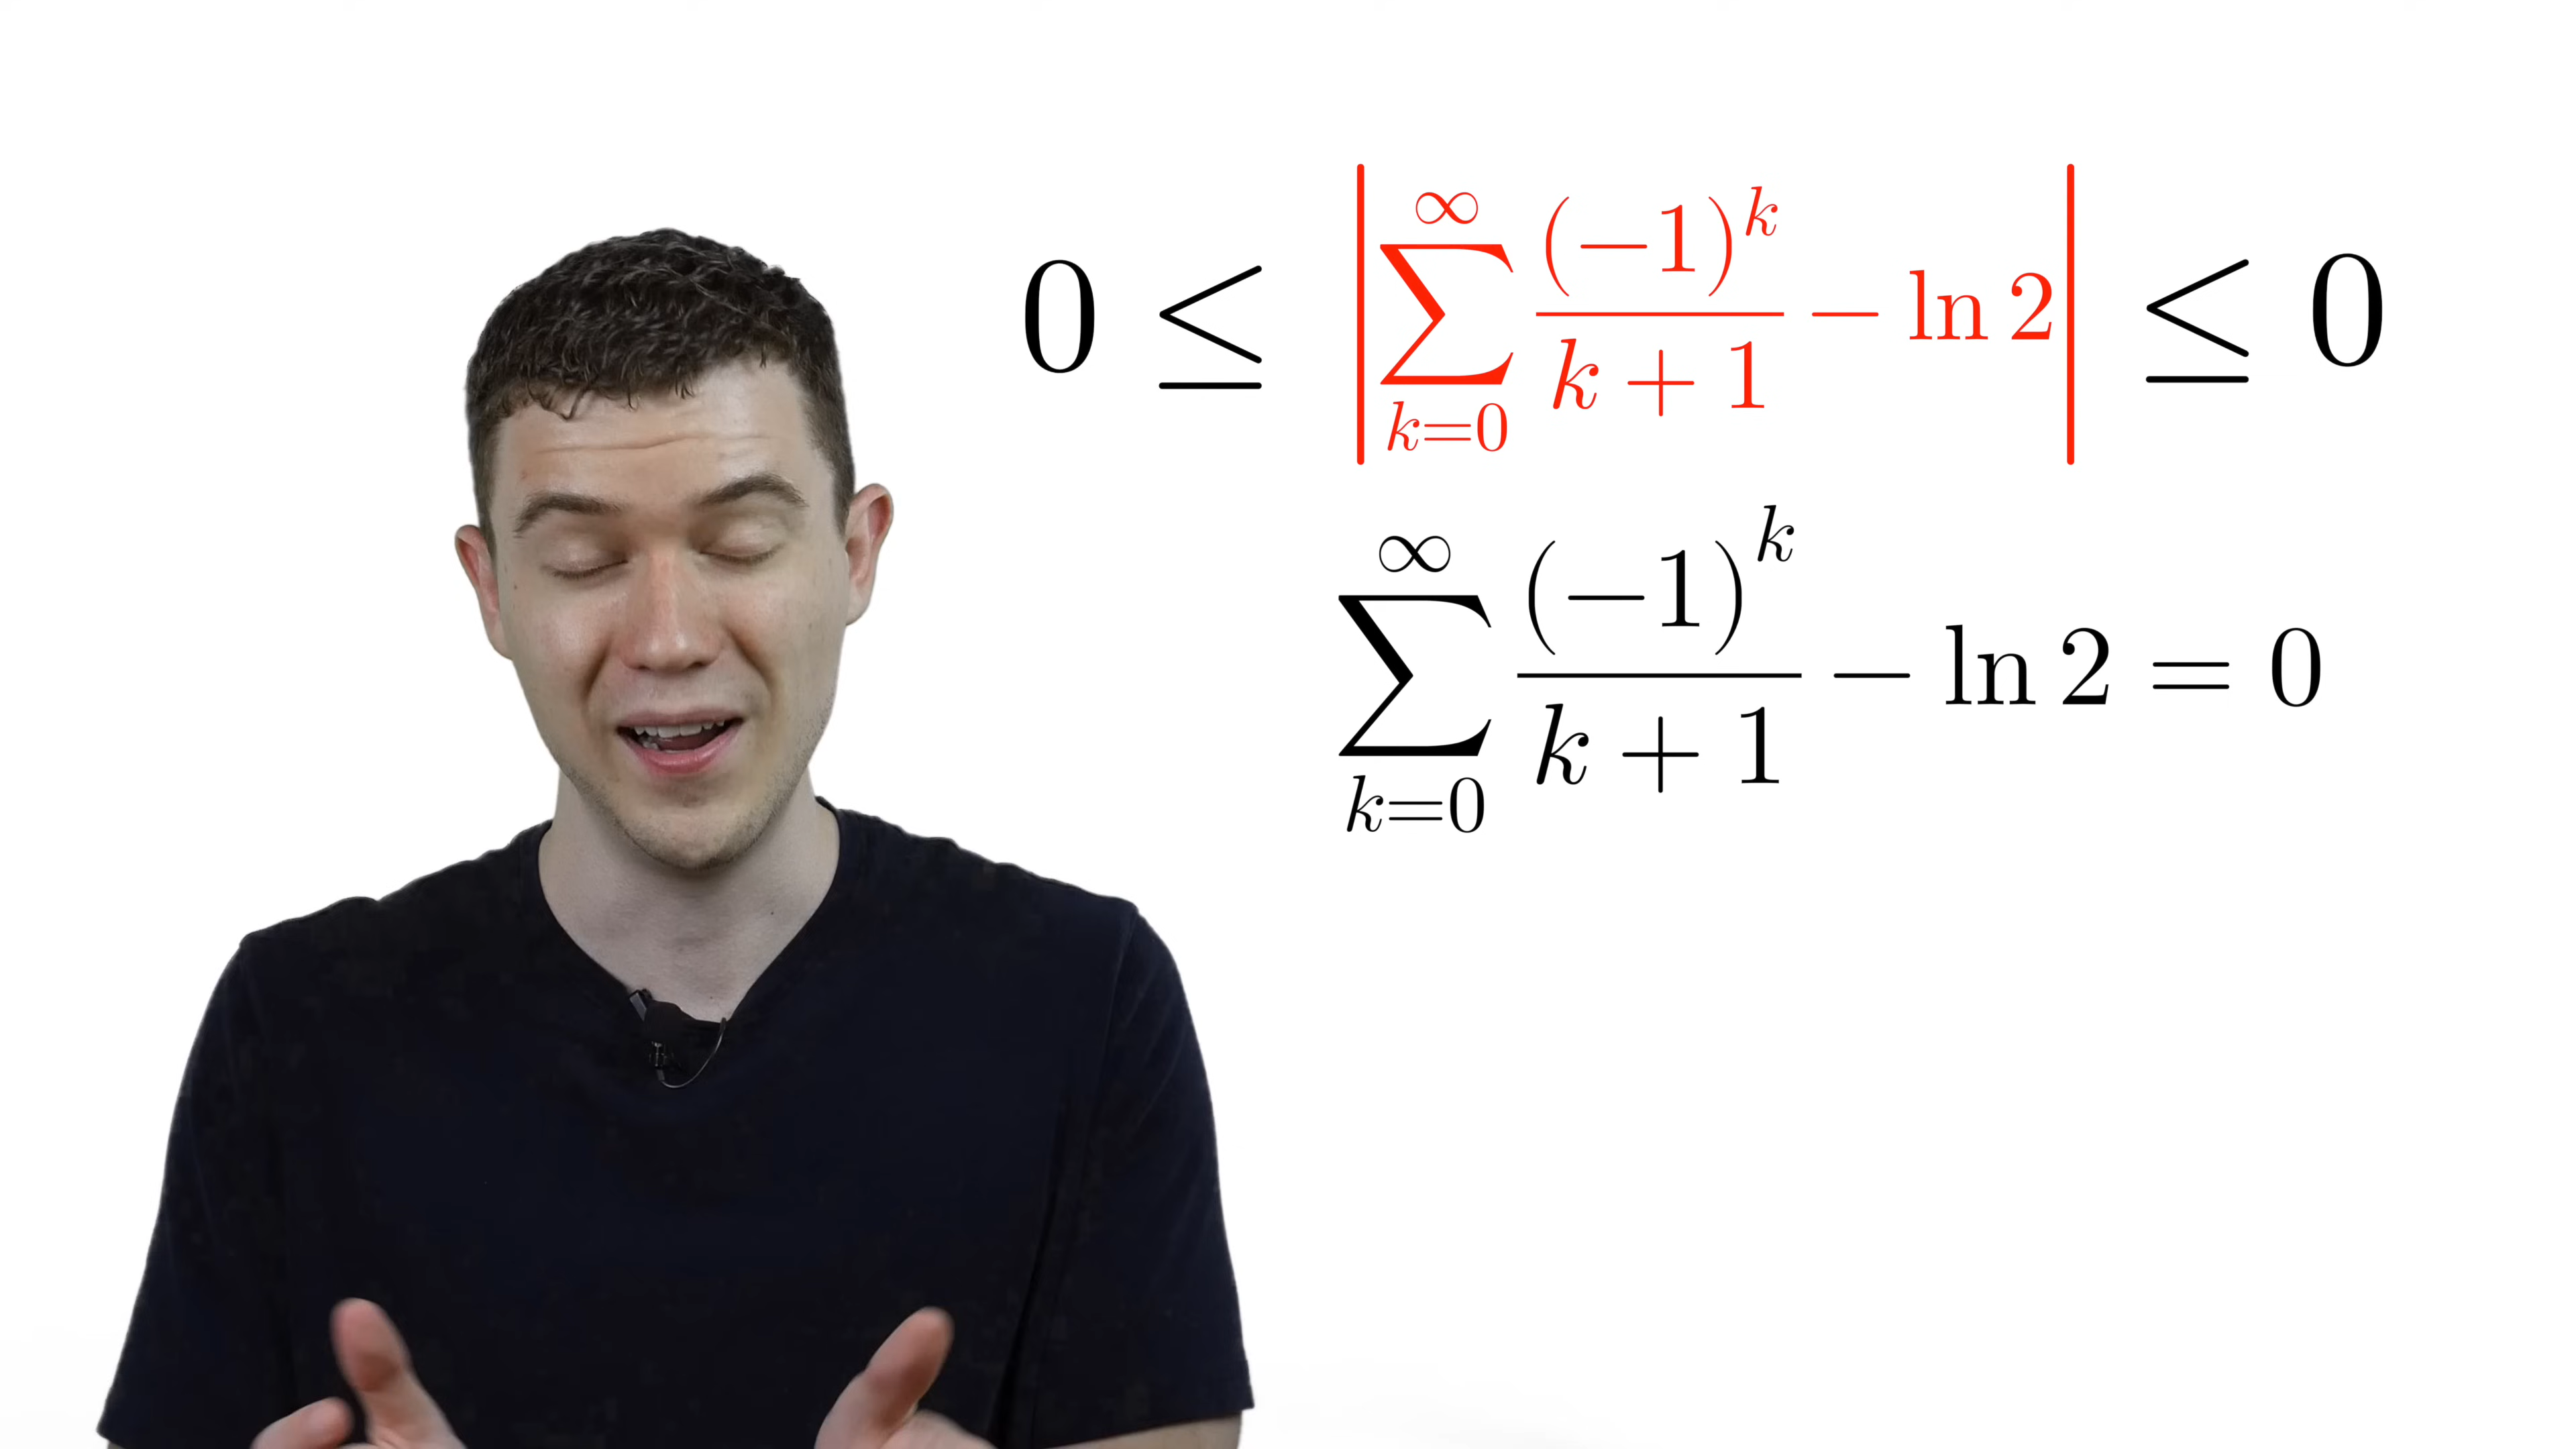 0 ≤ |∑_{k=0}^{∞} (−1)^k / (k + 1) − ln 2| ≤ 0
∑_{k=0}^{∞} (−1)^k / (k + 1) − ln 2 = 0